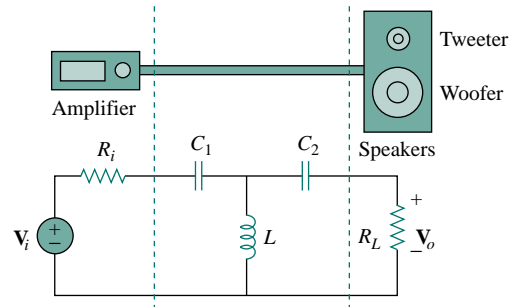 Tweeter
Woofer
Amplifier
Speakers
R_i
C_1
C_2
V_i
+
−
L
R_L
+
V_o
−